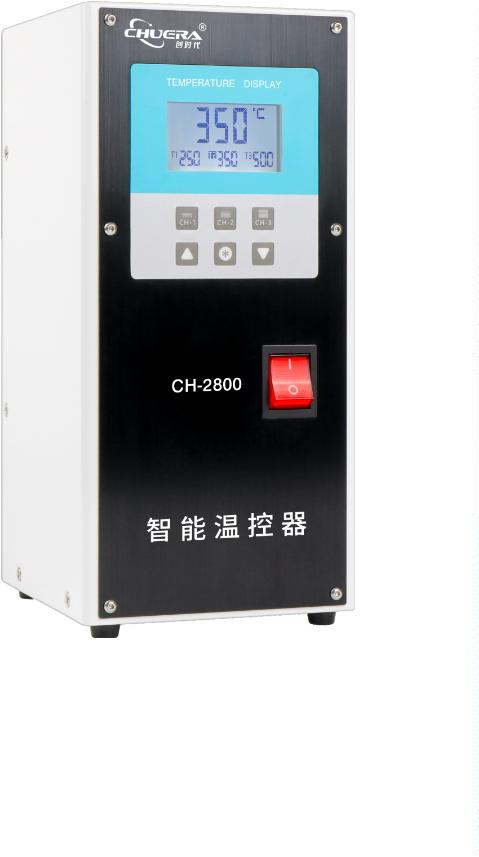 CHUERA®
创时代
TEMPERATURE DISPLAY
350 °C
T1 250 T2 350 T3 500
CH-1 CH-2 CH-3
CH-2800
智能温控器